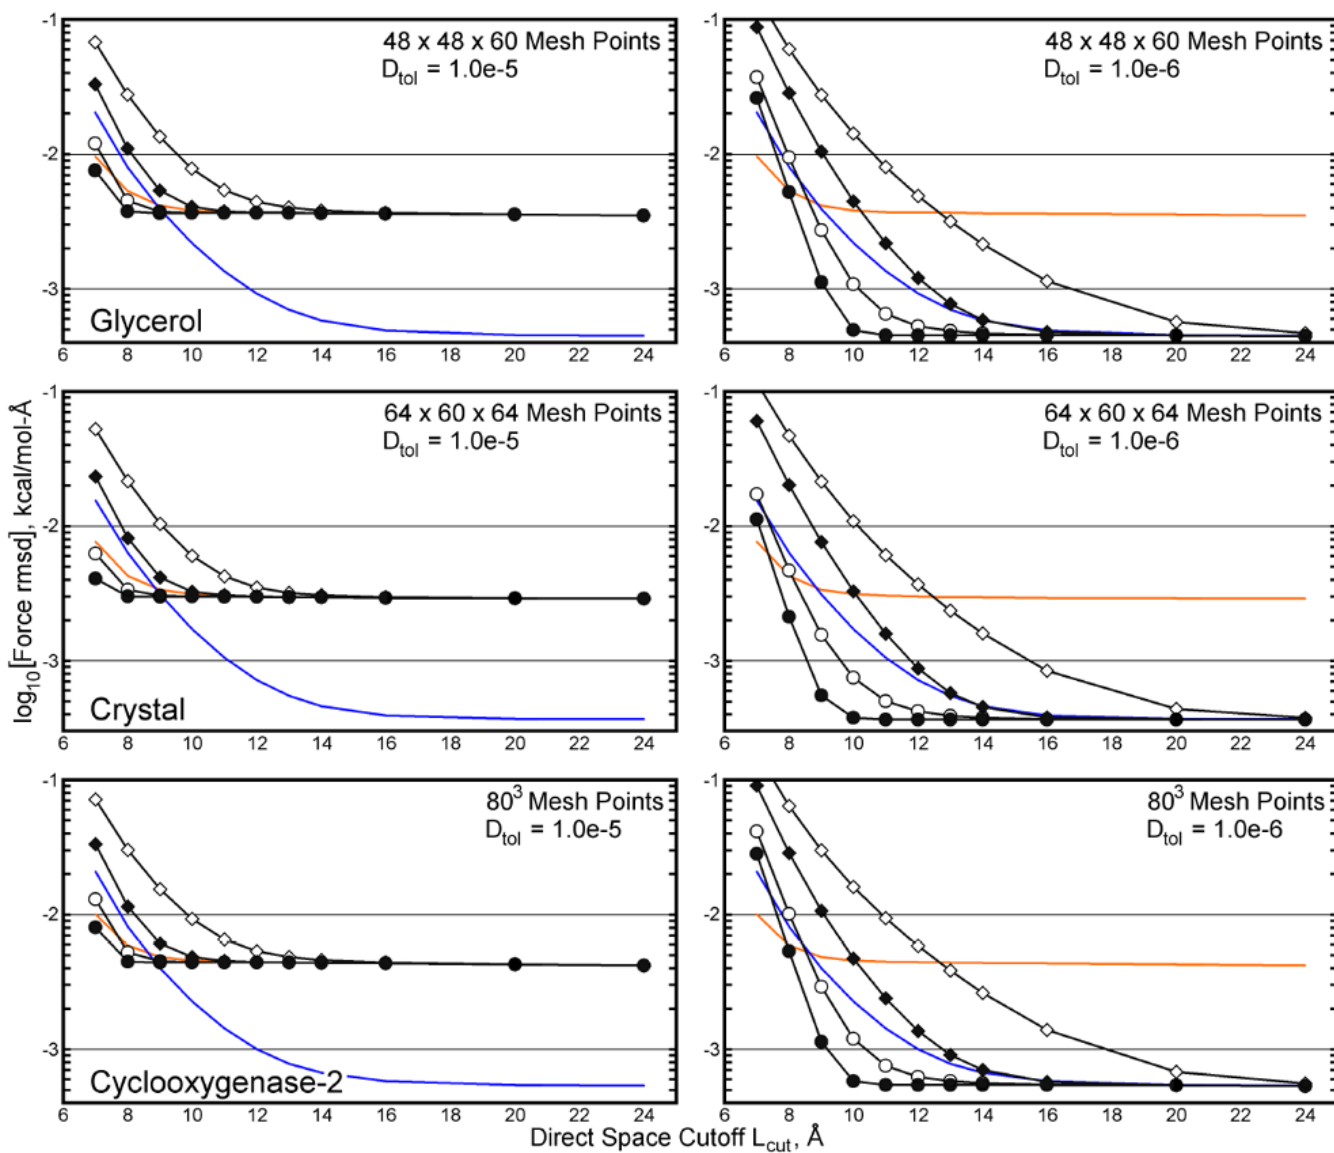 -1
48 x 48 x 60 Mesh Points
D_tol = 1.0e-5
-2
-3
Glycerol
6 8 10 12 14 16 18 20 22 24
-1
48 x 48 x 60 Mesh Points
D_tol = 1.0e-6
-2
-3
6 8 10 12 14 16 18 20 22 24
log10[Force rmsd], kcal/mol-Å
-1
64 x 60 x 64 Mesh Points
D_tol = 1.0e-5
-2
-3
Crystal
6 8 10 12 14 16 18 20 22 24
-1
64 x 60 x 64 Mesh Points
D_tol = 1.0e-6
-2
-3
6 8 10 12 14 16 18 20 22 24
-1
80³ Mesh Points
D_tol = 1.0e-5
-2
-3
Cyclooxygenase-2
6 8 10 12 14 16 18 20 22 24
-1
80³ Mesh Points
D_tol = 1.0e-6
-2
-3
6 8 10 12 14 16 18 20 22 24
Direct Space Cutoff L_cut, Å